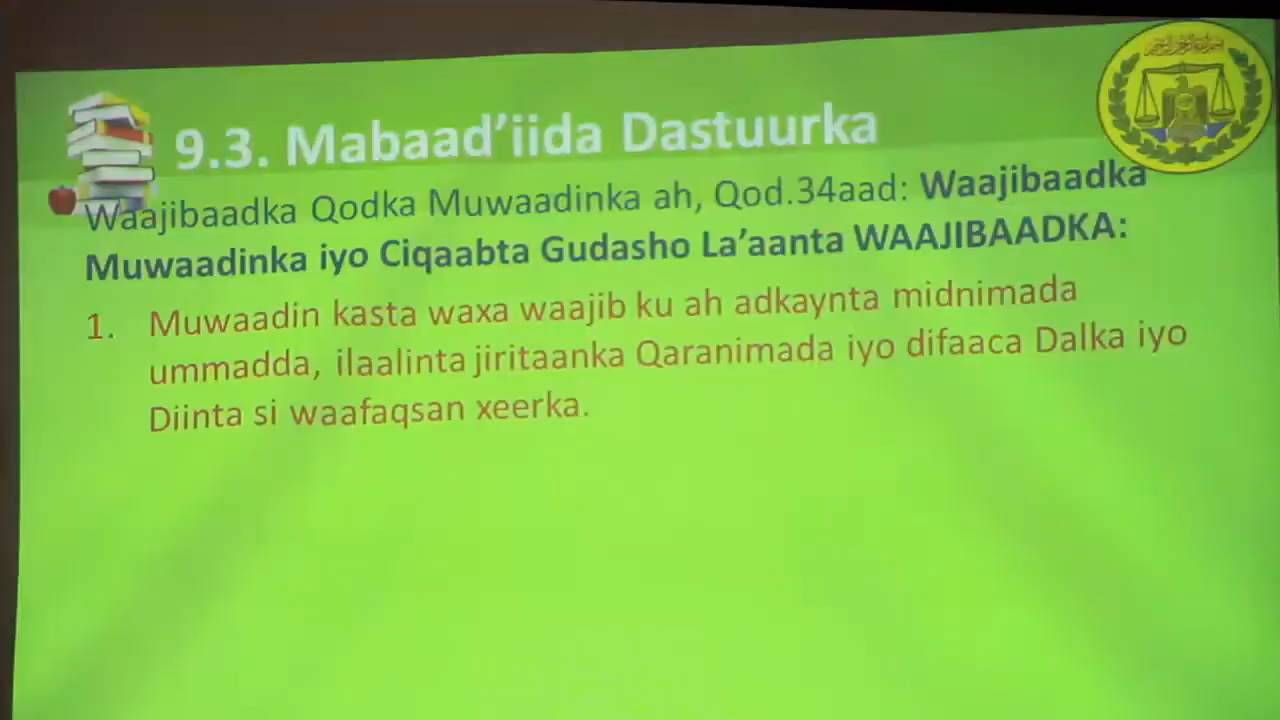 9.3. Mabaad'iida Dastuurka
Waajibaadka Qodka Muwaadinka ah, Qod.34aad: Waajibaadka
Muwaadinka iyo Ciqaabta Gudasho La'aanta WAAJIBAADKA:
1. Muwaadin kasta waxa waajib ku ah adkaynta midnimada
ummadda, ilaalinta jiritaanka Qaranimada iyo difaaca Dalka iyo
Diinta si waafaqsan xeerka.